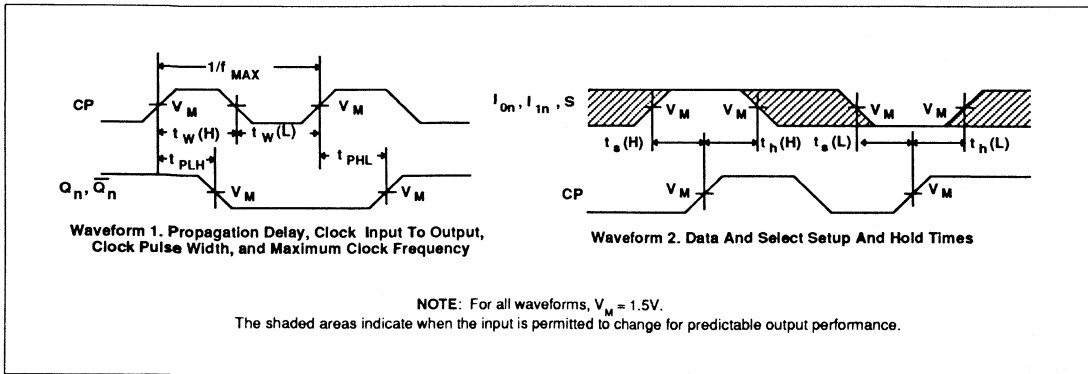 1/f MAX
CP
V M V M
t W (H) t W (L)
t PLH t PHL
Q n, Q̅ n
V M V M
Waveform 1. Propagation Delay, Clock Input To Output,
Clock Pulse Width, and Maximum Clock Frequency
I 0n, I 1n, S
V M V M V M V M
t s (H) t h (H) t s (L) t h (L)
CP
V M V M
Waveform 2. Data And Select Setup And Hold Times
NOTE: For all waveforms, V M = 1.5V.
The shaded areas indicate when the input is permitted to change for predictable output performance.